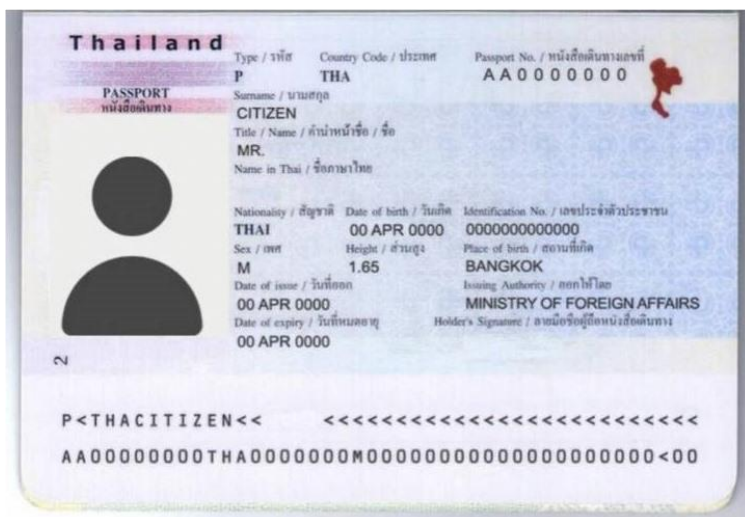 Thailand
PASSPORT
หนังสือเดินทาง
Type / รหัส Country Code / ประเทศ Passport No. / หนังสือเดินทางเลขที่
P THA AA0000000
Surname / นามสกุล
CITIZEN
Title / Name / คำนำหน้าชื่อ / ชื่อ
MR.
Name in Thai / ชื่อภาษาไทย
Nationality / สัญชาติ Date of birth / วันเกิด Identification No. / เลขประจำตัวประชาชน
THAI 00 APR 0000 0000000000000
Sex / เพศ Height / ส่วนสูง Place of birth / สถานที่เกิด
M 1.65 BANGKOK
Date of issue / วันที่ออก Issuing Authority / ออกให้โดย
00 APR 0000 MINISTRY OF FOREIGN AFFAIRS
Date of expiry / วันที่หมดอายุ Holder's Signature / ลายมือชื่อผู้ถือหนังสือเดินทาง
00 APR 0000
2
P<THACITIZEN<< <<<<<<<<<<<<<<<<<<<<<<<<<<
AA00000000THA0000000M00000000000000000000000<00